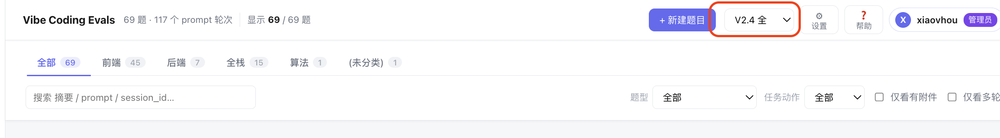 Vibe Coding Evals 69 题 · 117 个 prompt 轮次 显示 69 / 69 题 + 新建题目 V2.4 全 设置 帮助 X xiaovhou 管理员
全部 69 前端 45 后端 7 全栈 15 算法 1 (未分类) 1
搜索 摘要 / prompt / session_id... 题型 全部 任务动作 全部 仅看有附件 仅看多轮